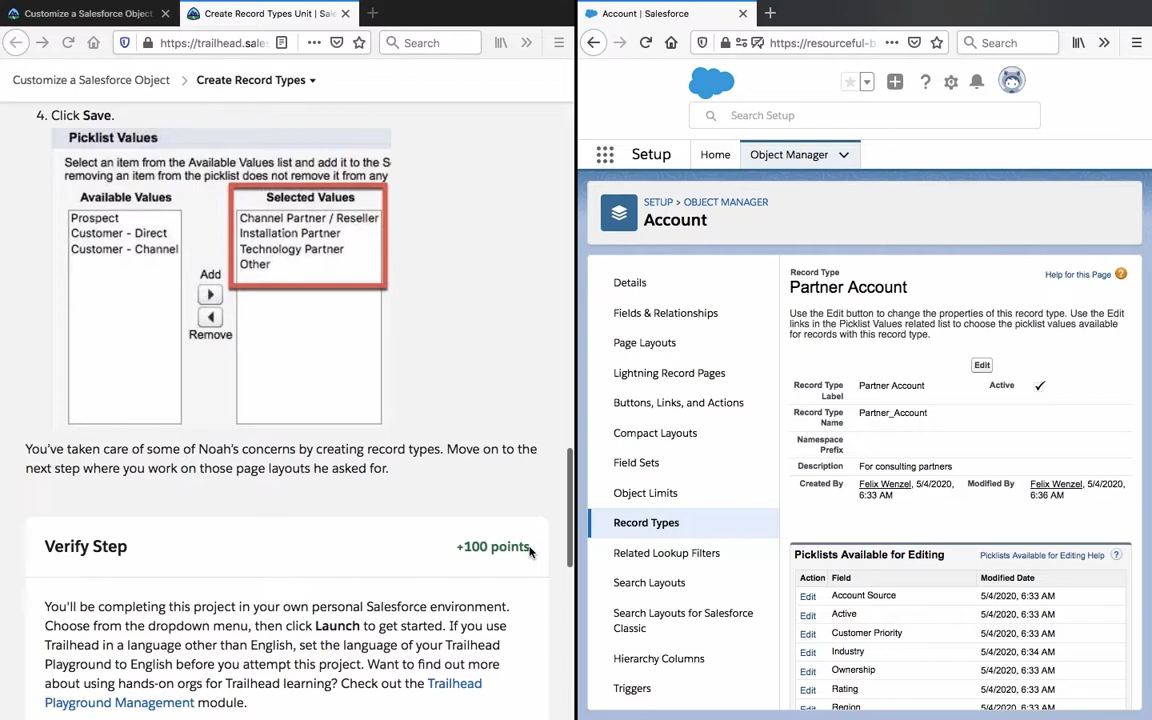 Customize a Salesforce Object
Create Record Types Unit | Sale
Account | Salesforce
https://trailhead.sales
Search
https://resourceful-b
Search
Customize a Salesforce Object
Create Record Types
Search Setup
Setup
Home
Object Manager
4. Click Save.
Picklist Values
Select an item from the Available Values list and add it to the S
removing an item from the picklist does not remove it from any
Available Values
Selected Values
Prospect
Customer - Direct
Customer - Channel
Channel Partner / Reseller
Installation Partner
Technology Partner
Other
Add
Remove
You've taken care of some of Noah's concerns by creating record types. Move on to the
next step where you work on those page layouts he asked for.
Verify Step
+100 points
You'll be completing this project in your own personal Salesforce environment.
Choose from the dropdown menu, then click Launch to get started. If you use
Trailhead in a language other than English, set the language of your Trailhead
Playground to English before you attempt this project. Want to find out more
about using hands-on orgs for Trailhead learning? Check out the Trailhead
Playground Management module.
SETUP > OBJECT MANAGER
Account
Details
Fields & Relationships
Page Layouts
Lightning Record Pages
Buttons, Links, and Actions
Compact Layouts
Field Sets
Object Limits
Record Types
Related Lookup Filters
Search Layouts
Search Layouts for Salesforce
Classic
Hierarchy Columns
Triggers
Record Type
Partner Account
Help for this Page
Use the Edit button to change the properties of this record type. Use the Edit
links in the Picklist Values related list to choose the picklist values available
for records with this record type.
Edit
Record Type
Label
Partner Account
Active
Record Type
Name
Partner_Account
Namespace
Prefix
Description
For consulting partners
Created By
Felix Wenzel, 5/4/2020,
6:33 AM
Modified By
Felix Wenzel, 5/4/2020,
6:36 AM
Picklists Available for Editing
Picklists Available for Editing Help
Action
Field
Modified Date
Edit Account Source 5/4/2020, 6:33 AM
Edit Active 5/4/2020, 6:33 AM
Edit Customer Priority 5/4/2020, 6:33 AM
Edit Industry 5/4/2020, 6:33 AM
Edit Ownership 5/4/2020, 6:33 AM
Edit Rating 5/4/2020, 6:33 AM
Edit Region 5/4/2020, 6:33 AM